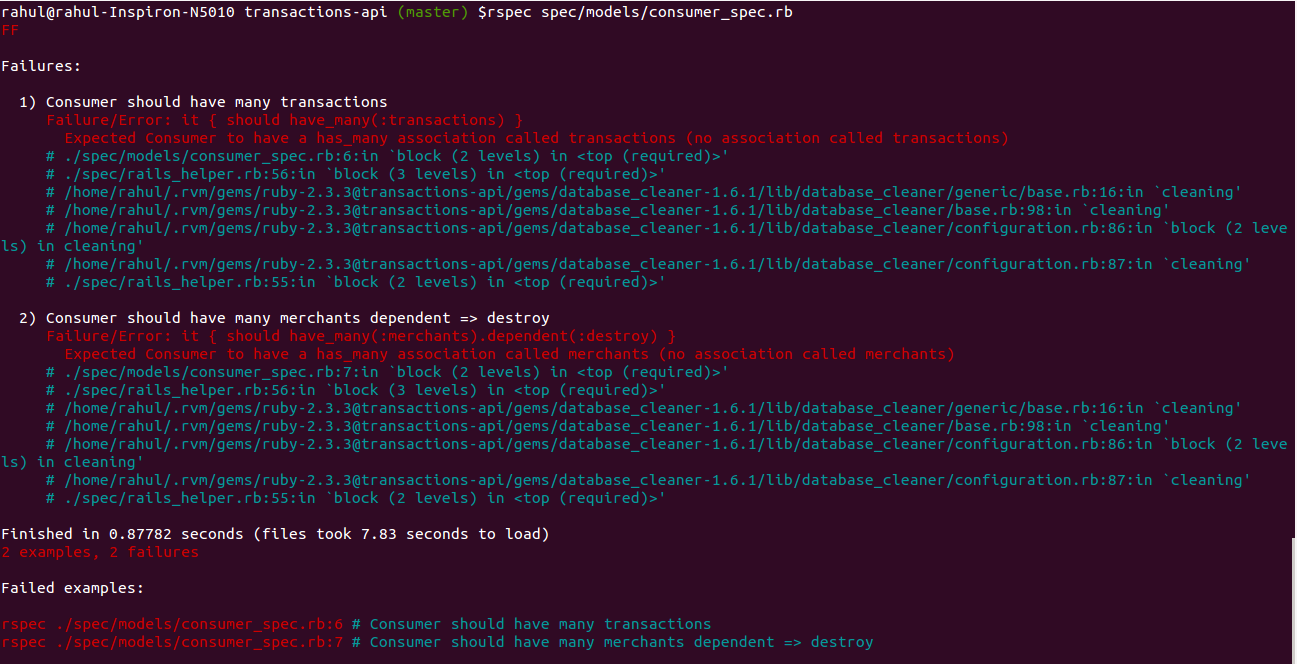 rahul@rahul-Inspiron-N5010 transactions-api (master) $rspec spec/models/consumer_spec.rb
FF
Failures:
1) Consumer should have many transactions
Failure/Error: it { should have_many(:transactions) }
Expected Consumer to have a has_many association called transactions (no association called transactions)
# ./spec/models/consumer_spec.rb:6:in `block (2 levels) in <top (required)>'
# ./spec/rails_helper.rb:56:in `block (3 levels) in <top (required)>'
# /home/rahul/.rvm/gems/ruby-2.3.3@transactions-api/gems/database_cleaner-1.6.1/lib/database_cleaner/generic/base.rb:16:in `cleaning'
# /home/rahul/.rvm/gems/ruby-2.3.3@transactions-api/gems/database_cleaner-1.6.1/lib/database_cleaner/base.rb:98:in `cleaning'
# /home/rahul/.rvm/gems/ruby-2.3.3@transactions-api/gems/database_cleaner-1.6.1/lib/database_cleaner/configuration.rb:86:in `block (2 leve
ls) in cleaning'
# /home/rahul/.rvm/gems/ruby-2.3.3@transactions-api/gems/database_cleaner-1.6.1/lib/database_cleaner/configuration.rb:87:in `cleaning'
# ./spec/rails_helper.rb:55:in `block (2 levels) in <top (required)>'
2) Consumer should have many merchants dependent => destroy
Failure/Error: it { should have_many(:merchants).dependent(:destroy) }
Expected Consumer to have a has_many association called merchants (no association called merchants)
# ./spec/models/consumer_spec.rb:7:in `block (2 levels) in <top (required)>'
# ./spec/rails_helper.rb:56:in `block (3 levels) in <top (required)>'
# /home/rahul/.rvm/gems/ruby-2.3.3@transactions-api/gems/database_cleaner-1.6.1/lib/database_cleaner/generic/base.rb:16:in `cleaning'
# /home/rahul/.rvm/gems/ruby-2.3.3@transactions-api/gems/database_cleaner-1.6.1/lib/database_cleaner/base.rb:98:in `cleaning'
# /home/rahul/.rvm/gems/ruby-2.3.3@transactions-api/gems/database_cleaner-1.6.1/lib/database_cleaner/configuration.rb:86:in `block (2 leve
ls) in cleaning'
# /home/rahul/.rvm/gems/ruby-2.3.3@transactions-api/gems/database_cleaner-1.6.1/lib/database_cleaner/configuration.rb:87:in `cleaning'
# ./spec/rails_helper.rb:55:in `block (2 levels) in <top (required)>'
Finished in 0.87782 seconds (files took 7.83 seconds to load)
2 examples, 2 failures
Failed examples:
rspec ./spec/models/consumer_spec.rb:6 # Consumer should have many transactions
rspec ./spec/models/consumer_spec.rb:7 # Consumer should have many merchants dependent => destroy